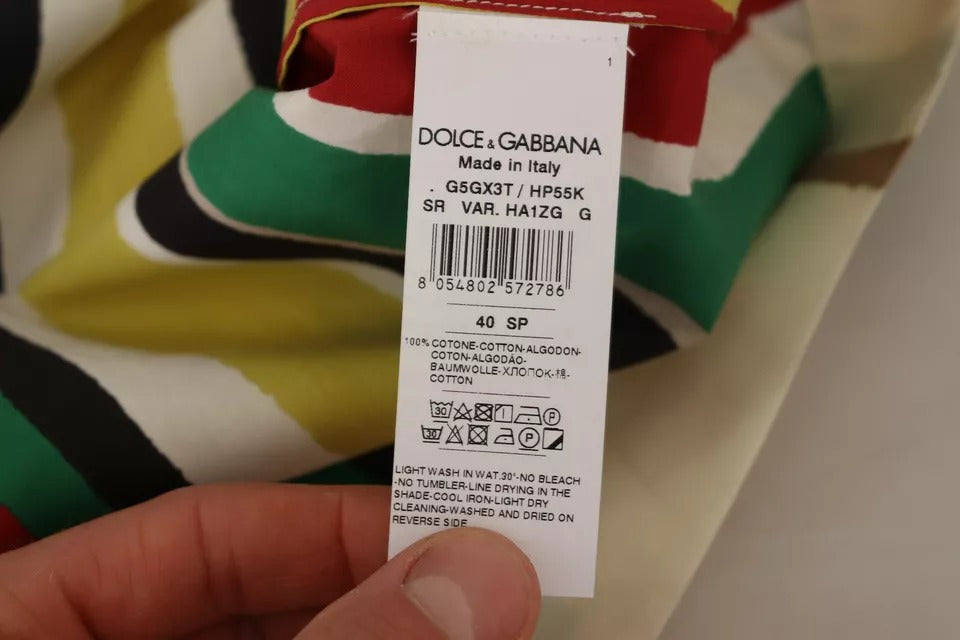 1
DOLCE & GABBANA
Made in Italy
. G5GX3T / HP55K
SR VAR. HA1ZG G
8 054802 572786
40 SP
100% COTONE-COTTON-ALGODON-
COTON-ALGODÃO-
BAUMWOLLE-ХЛОПОК-棉-
COTTON
30 P
30 P
LIGHT WASH IN WAT.30°-NO BLEACH
-NO TUMBLER-LINE DRYING IN THE
SHADE-COOL IRON-LIGHT DRY
CLEANING-WASHED AND DRIED ON
REVERSE SIDE